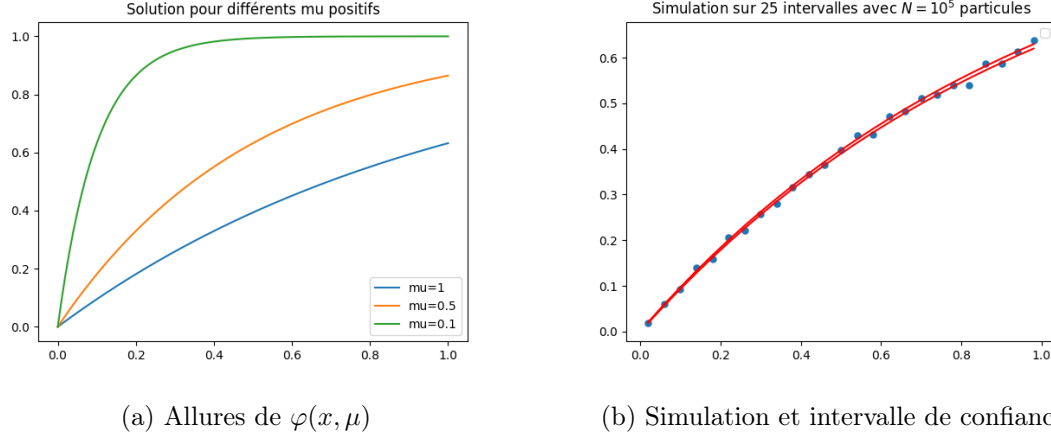 Solution pour différents mu positifs
1.0
0.8
0.6
0.4
0.2
0.0
mu=1
mu=0.5
mu=0.1
0.0 0.2 0.4 0.6 0.8 1.0
(a) Allures de φ(x, μ)
Simulation sur 25 intervalles avec N = 10⁵ particules
0.6
0.5
0.4
0.3
0.2
0.1
0.0
0.0 0.2 0.4 0.6 0.8 1.0
(b) Simulation et intervalle de confianc